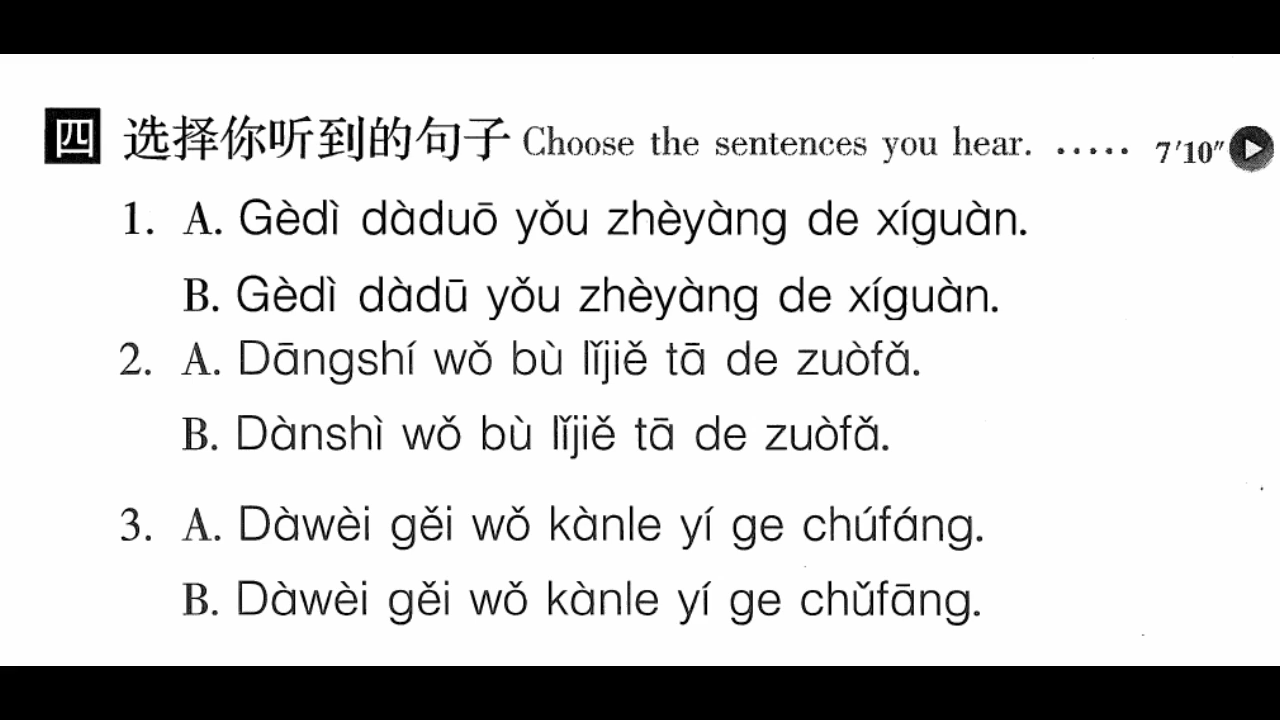 四 选择你听到的句子 Choose the sentences you hear. ..... 7′10″
1. A. Gèdì dàduō yǒu zhèyàng de xíguàn.
B. Gèdì dàdū yǒu zhèyàng de xíguàn.
2. A. Dāngshí wǒ bù lǐjiě tā de zuòfǎ.
B. Dànshì wǒ bù lǐjiě tā de zuòfǎ.
3. A. Dàwèi gěi wǒ kànle yí ge chúfáng.
B. Dàwèi gěi wǒ kànle yí ge chǔfāng.